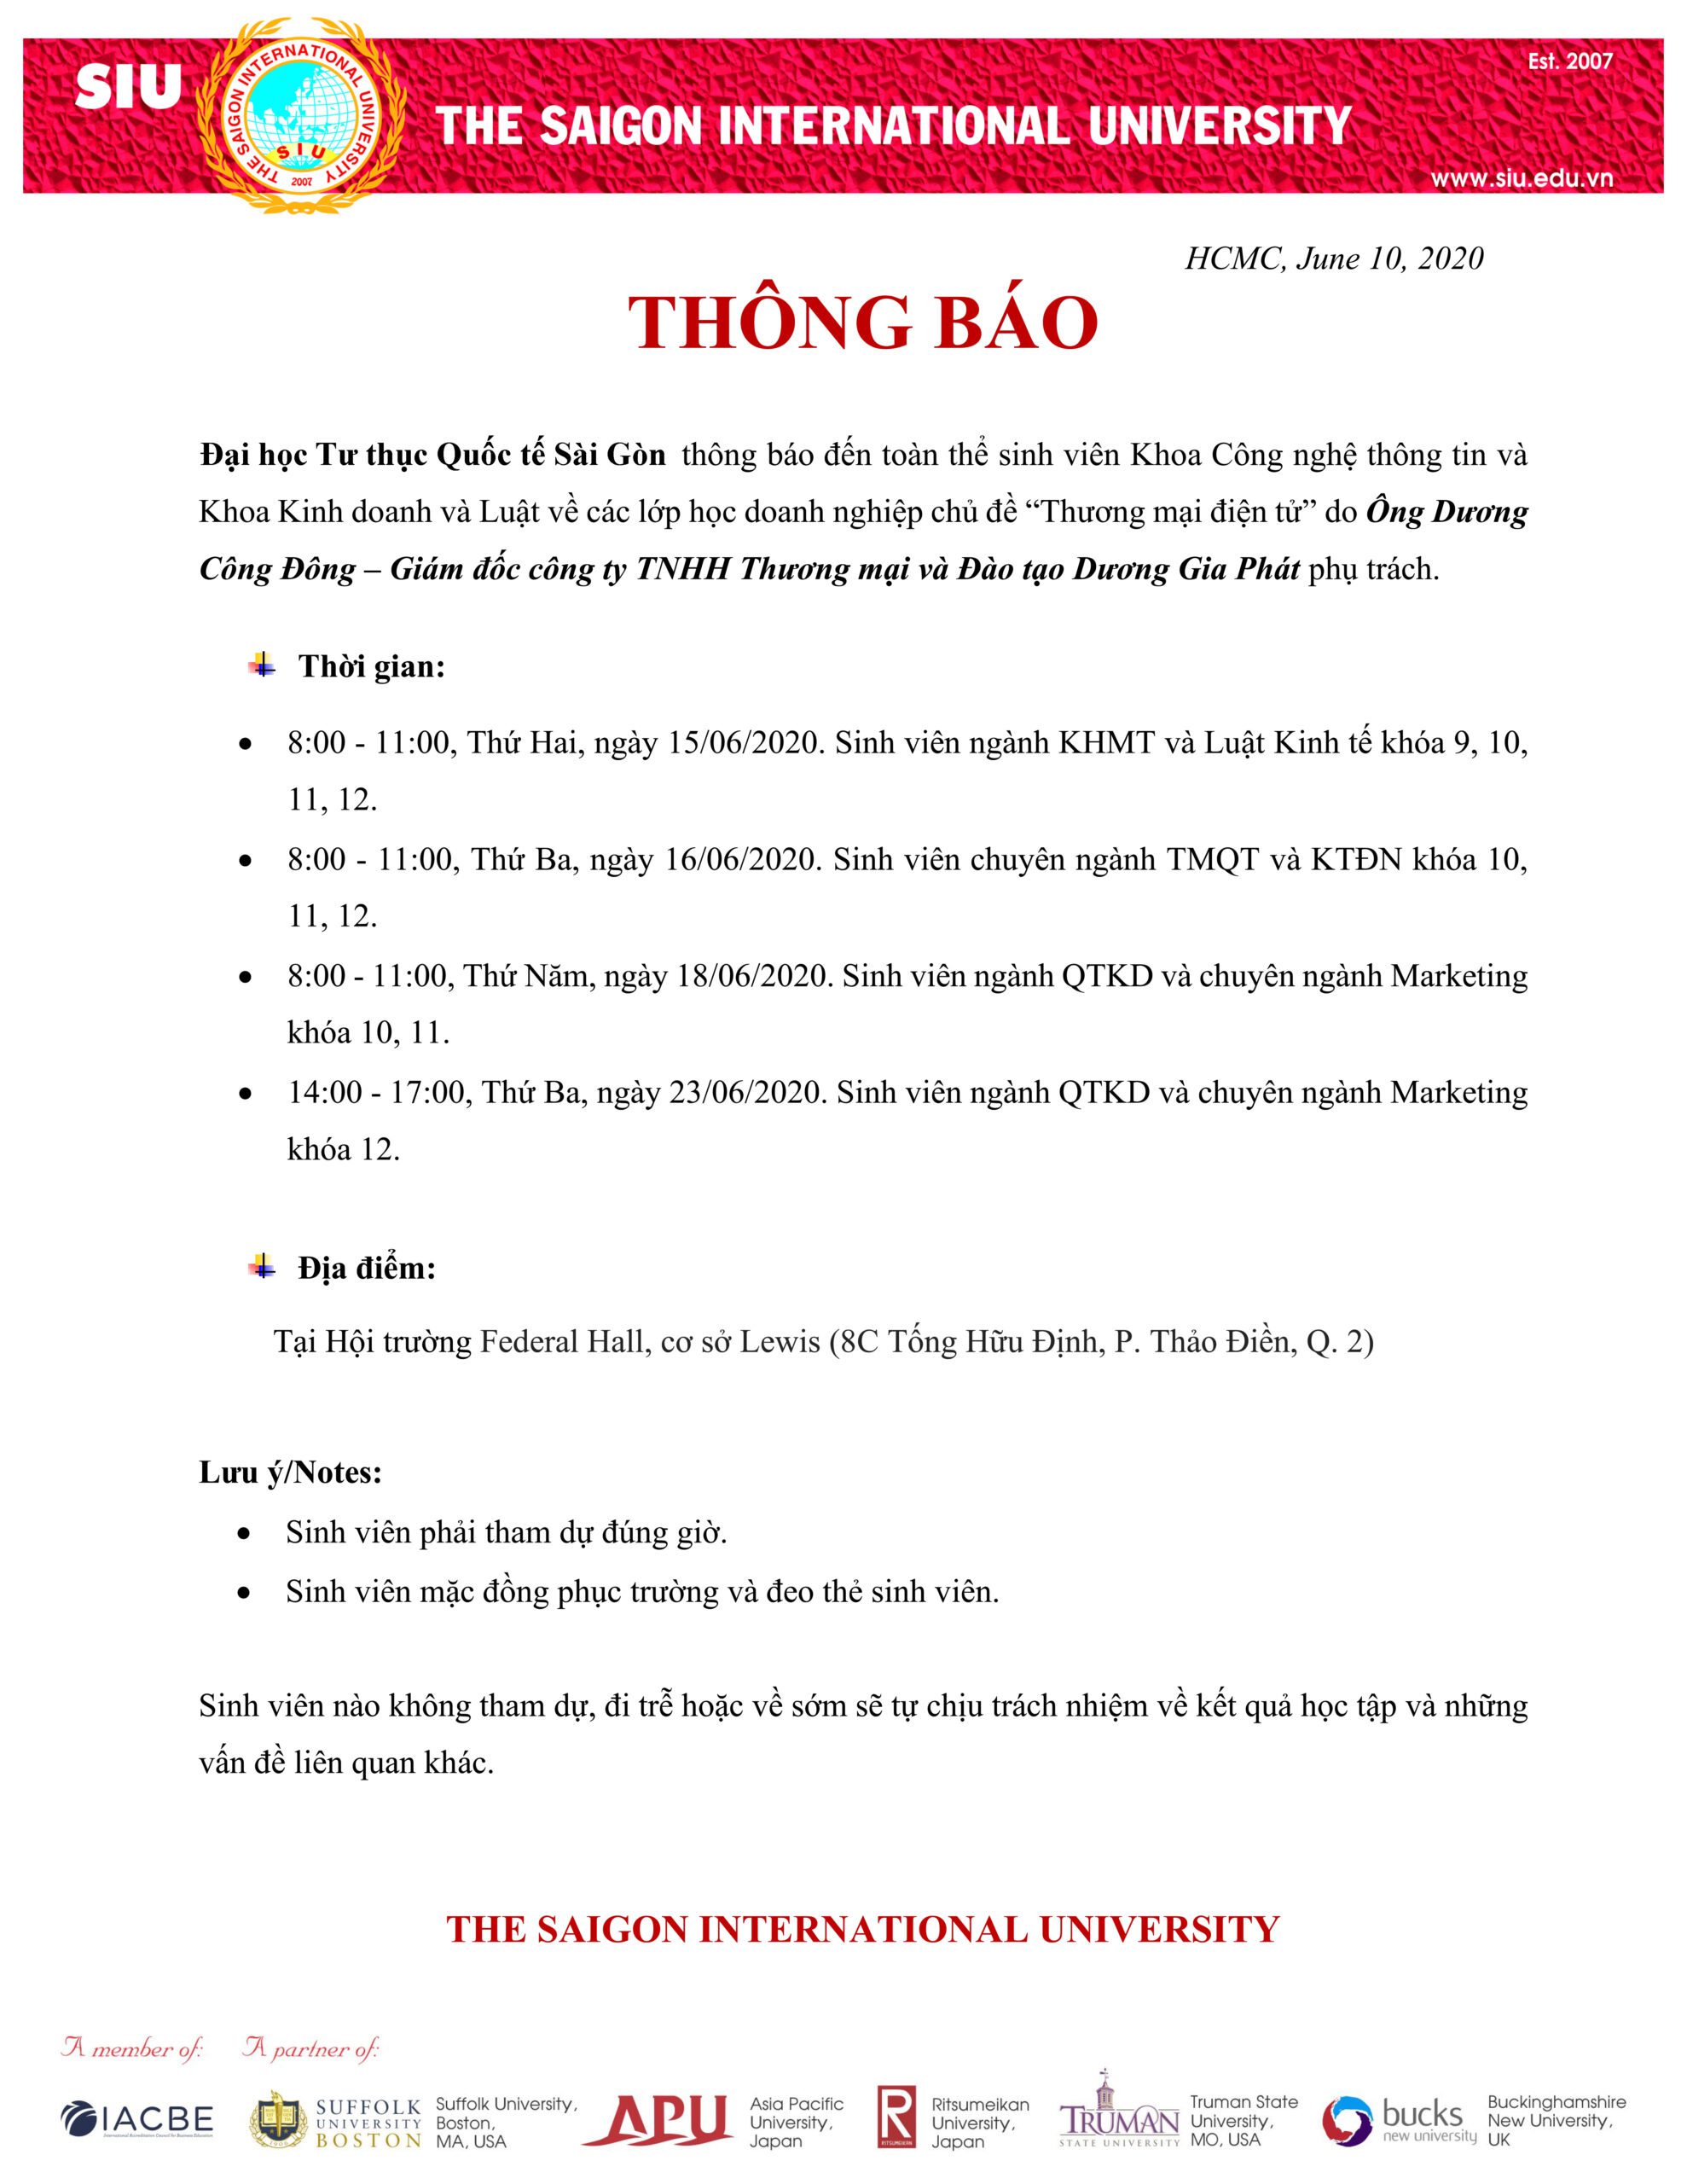 SIU
THE SAIGON INTERNATIONAL UNIVERSITY
SIU
2007
Est. 2007
THE SAIGON INTERNATIONAL UNIVERSITY
www.siu.edu.vn
HCMC, June 10, 2020
THÔNG BÁO
Đại học Tư thục Quốc tế Sài Gòn thông báo đến toàn thể sinh viên Khoa Công nghệ thông tin và
Khoa Kinh doanh và Luật về các lớp học doanh nghiệp chủ đề “Thương mại điện tử” do Ông Dương
Công Đông – Giám đốc công ty TNHH Thương mại và Đào tạo Dương Gia Phát phụ trách.
Thời gian:
• 8:00 - 11:00, Thứ Hai, ngày 15/06/2020. Sinh viên ngành KHMT và Luật Kinh tế khóa 9, 10,
11, 12.
• 8:00 - 11:00, Thứ Ba, ngày 16/06/2020. Sinh viên chuyên ngành TMQT và KTĐN khóa 10,
11, 12.
• 8:00 - 11:00, Thứ Năm, ngày 18/06/2020. Sinh viên ngành QTKD và chuyên ngành Marketing
khóa 10, 11.
• 14:00 - 17:00, Thứ Ba, ngày 23/06/2020. Sinh viên ngành QTKD và chuyên ngành Marketing
khóa 12.
Địa điểm:
Tại Hội trường Federal Hall, cơ sở Lewis (8C Tống Hữu Định, P. Thảo Điền, Q. 2)
Lưu ý/Notes:
• Sinh viên phải tham dự đúng giờ.
• Sinh viên mặc đồng phục trường và đeo thẻ sinh viên.
Sinh viên nào không tham dự, đi trễ hoặc về sớm sẽ tự chịu trách nhiệm về kết quả học tập và những
vấn đề liên quan khác.
THE SAIGON INTERNATIONAL UNIVERSITY
A member of: A partner of:
IACBE
SUFFOLK
UNIVERSITY
BOSTON
Suffolk University,
Boston,
MA, USA
APU
Asia Pacific
University,
Japan
R
RITSUMEIKAN
Ritsumeikan
University,
Japan
TRUMAN
STATE UNIVERSITY
Truman State
University,
MO, USA
bucks
new university
Buckinghamshire
New University,
UK